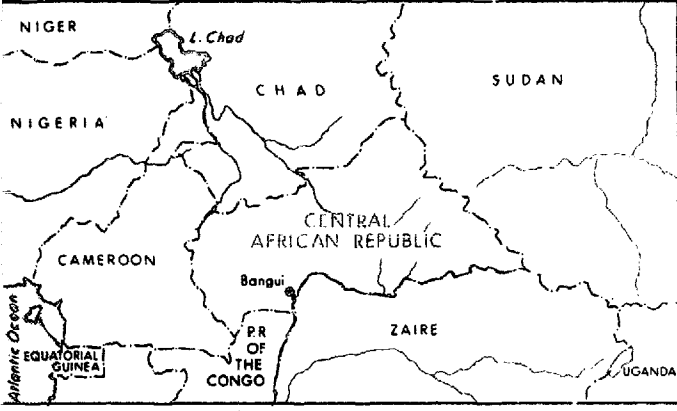 NIGER
L. Chad
CHAD
SUDAN
NIGERIA
CENTRAL
AFRICAN REPUBLIC
CAMEROON
Bangui
Atlantic Ocean
P.R.
OF
THE
CONGO
ZAIRE
EQUATORIAL
GUINEA
UGANDA